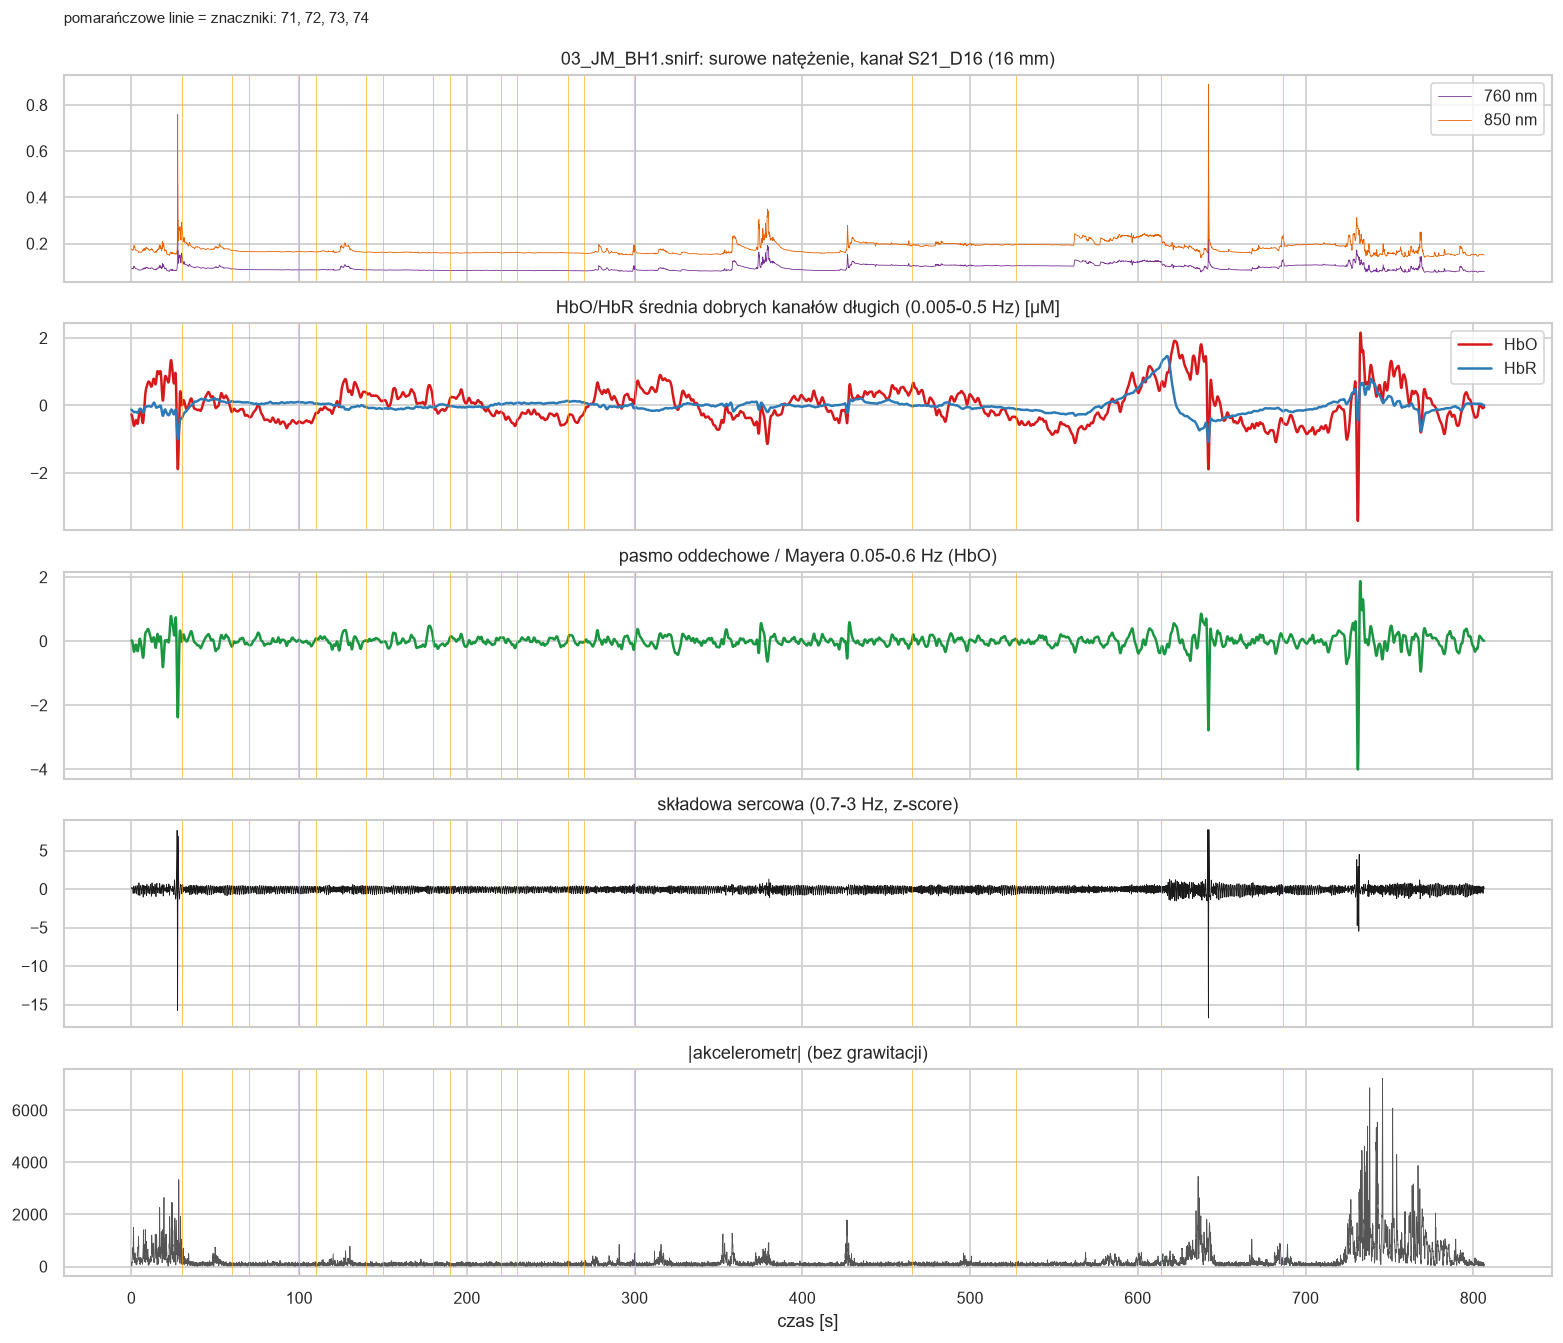 pomarańczowe linie = znaczniki: 71, 72, 73, 74
03_JM_BH1.snirf: surowe natężenie, kanał S21_D16 (16 mm)
760 nm
850 nm
0.8
0.6
0.4
0.2
HbO/HbR średnia dobrych kanałów długich (0.005-0.5 Hz) [µM]
HbO
HbR
2
0
−2
pasmo oddechowe / Mayera 0.05-0.6 Hz (HbO)
2
0
−2
−4
składowa sercowa (0.7-3 Hz, z-score)
5
0
−5
−10
−15
|akcelerometr| (bez grawitacji)
6000
4000
2000
0
0 100 200 300 400 500 600 700 800
czas [s]